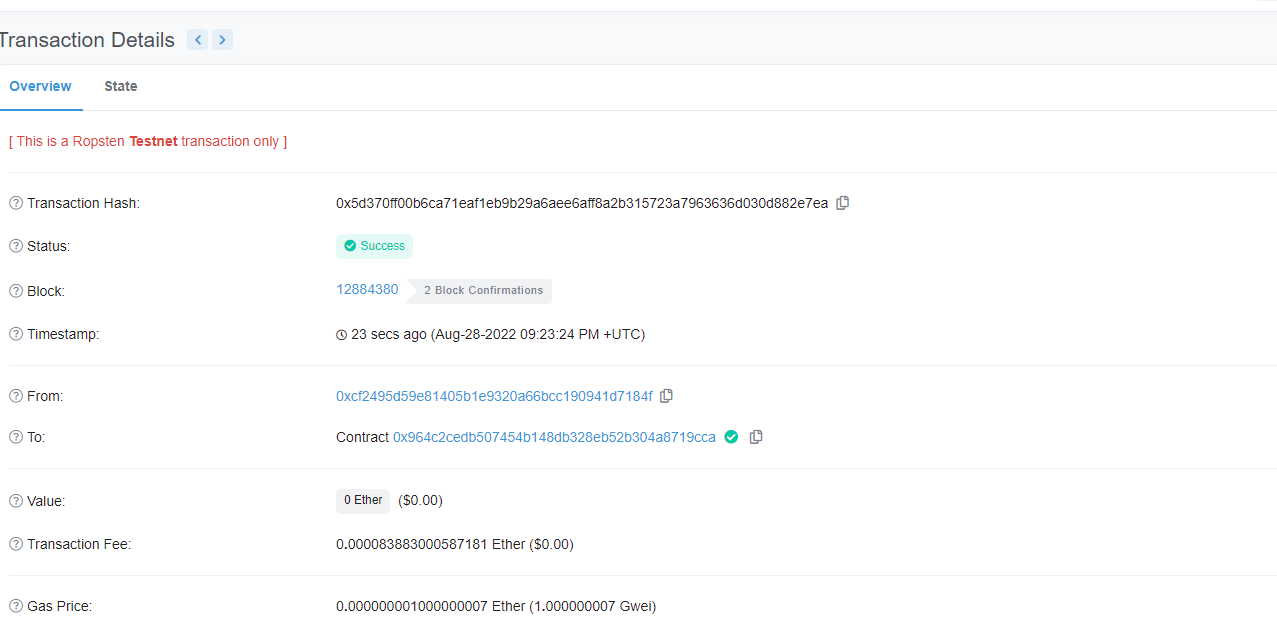 Transaction Details
Overview State
[ This is a Ropsten Testnet transaction only ]
Transaction Hash: 0x5d370ff00b6ca71eaf1eb9b29a6aee6aff8a2b315723a7963636d030d882e7ea
Status: Success
Block: 12884380 2 Block Confirmations
Timestamp: 23 secs ago (Aug-28-2022 09:23:24 PM +UTC)
From: 0xcf2495d59e81405b1e9320a66bcc190941d7184f
To: Contract 0x964c2cedb507454b148db328eb52b304a8719cca
Value: 0 Ether ($0.00)
Transaction Fee: 0.000083883000587181 Ether ($0.00)
Gas Price: 0.000000001000000007 Ether (1.000000007 Gwei)